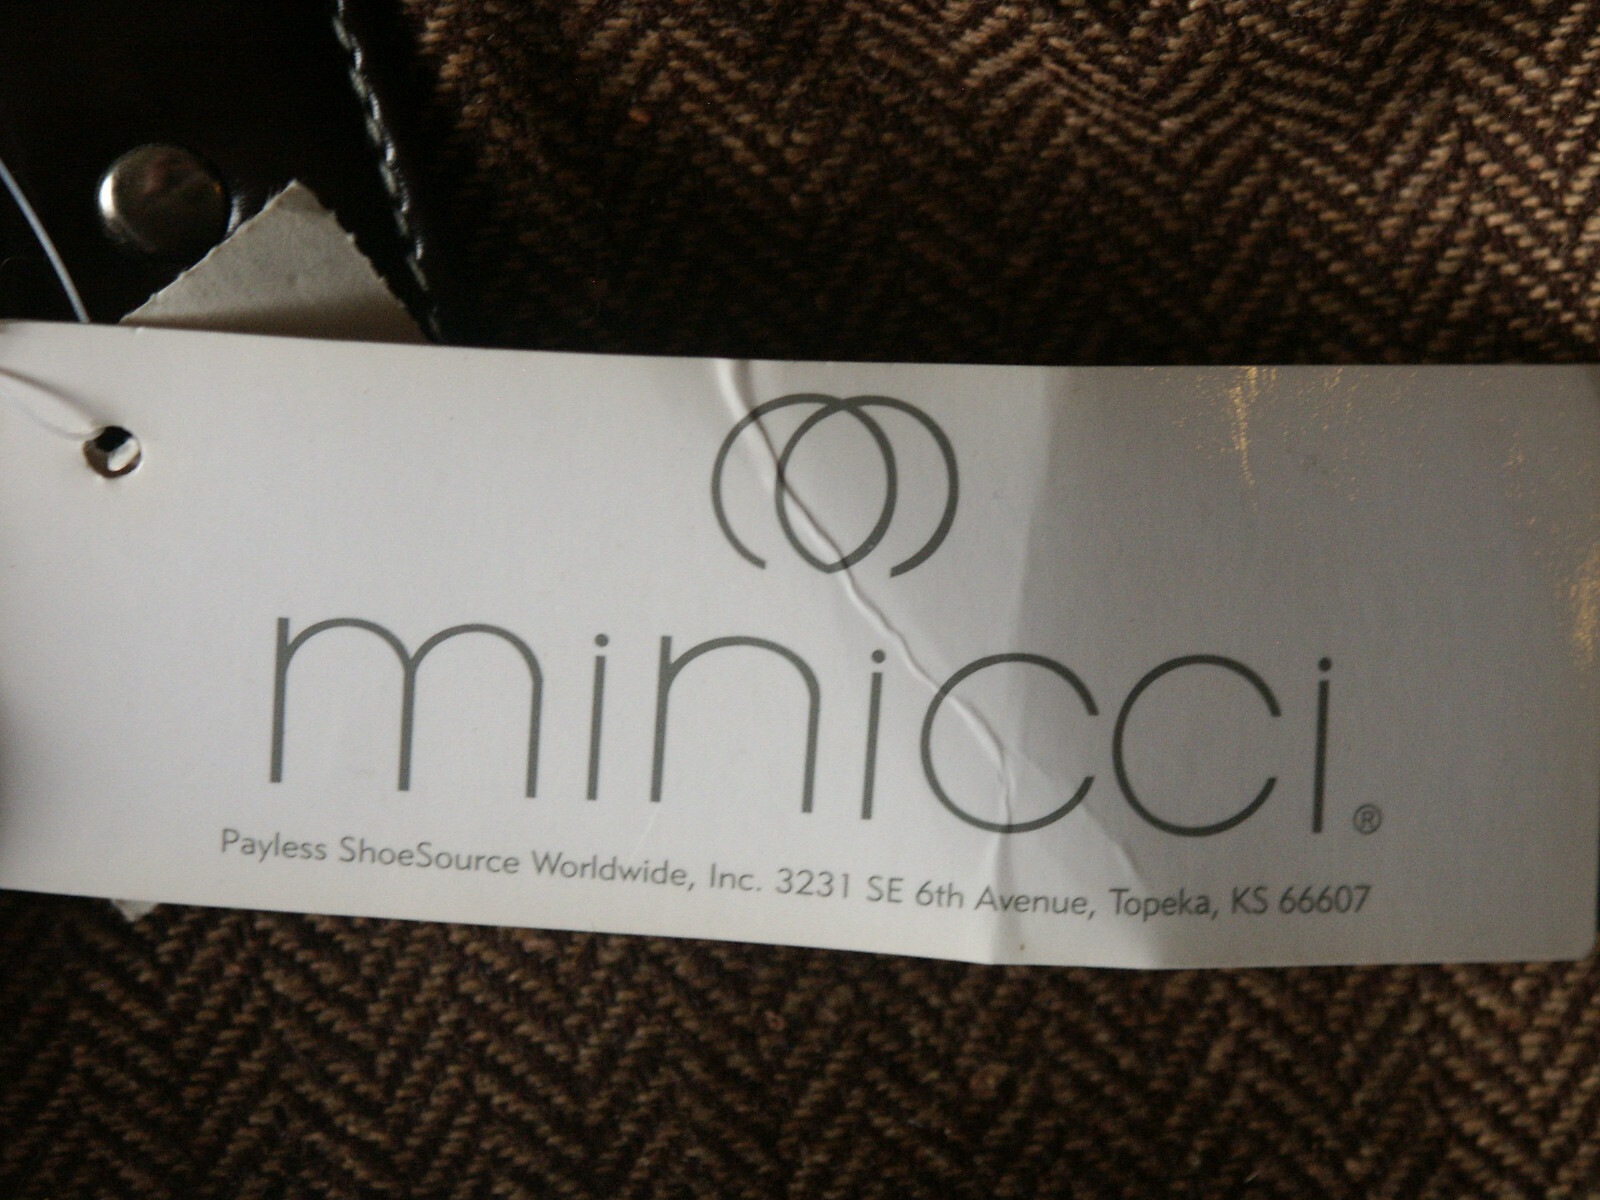 minicci®
Payless ShoeSource Worldwide, Inc. 3231 SE 6th Avenue, Topeka, KS 66607